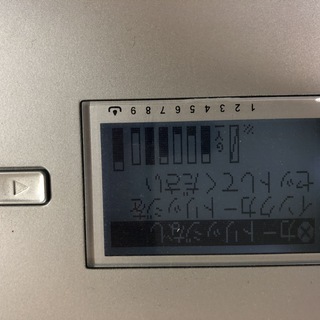 カートリッジなし
インクカートリッジを
セットしてください
1 2 3 4 5 6 7 8 9